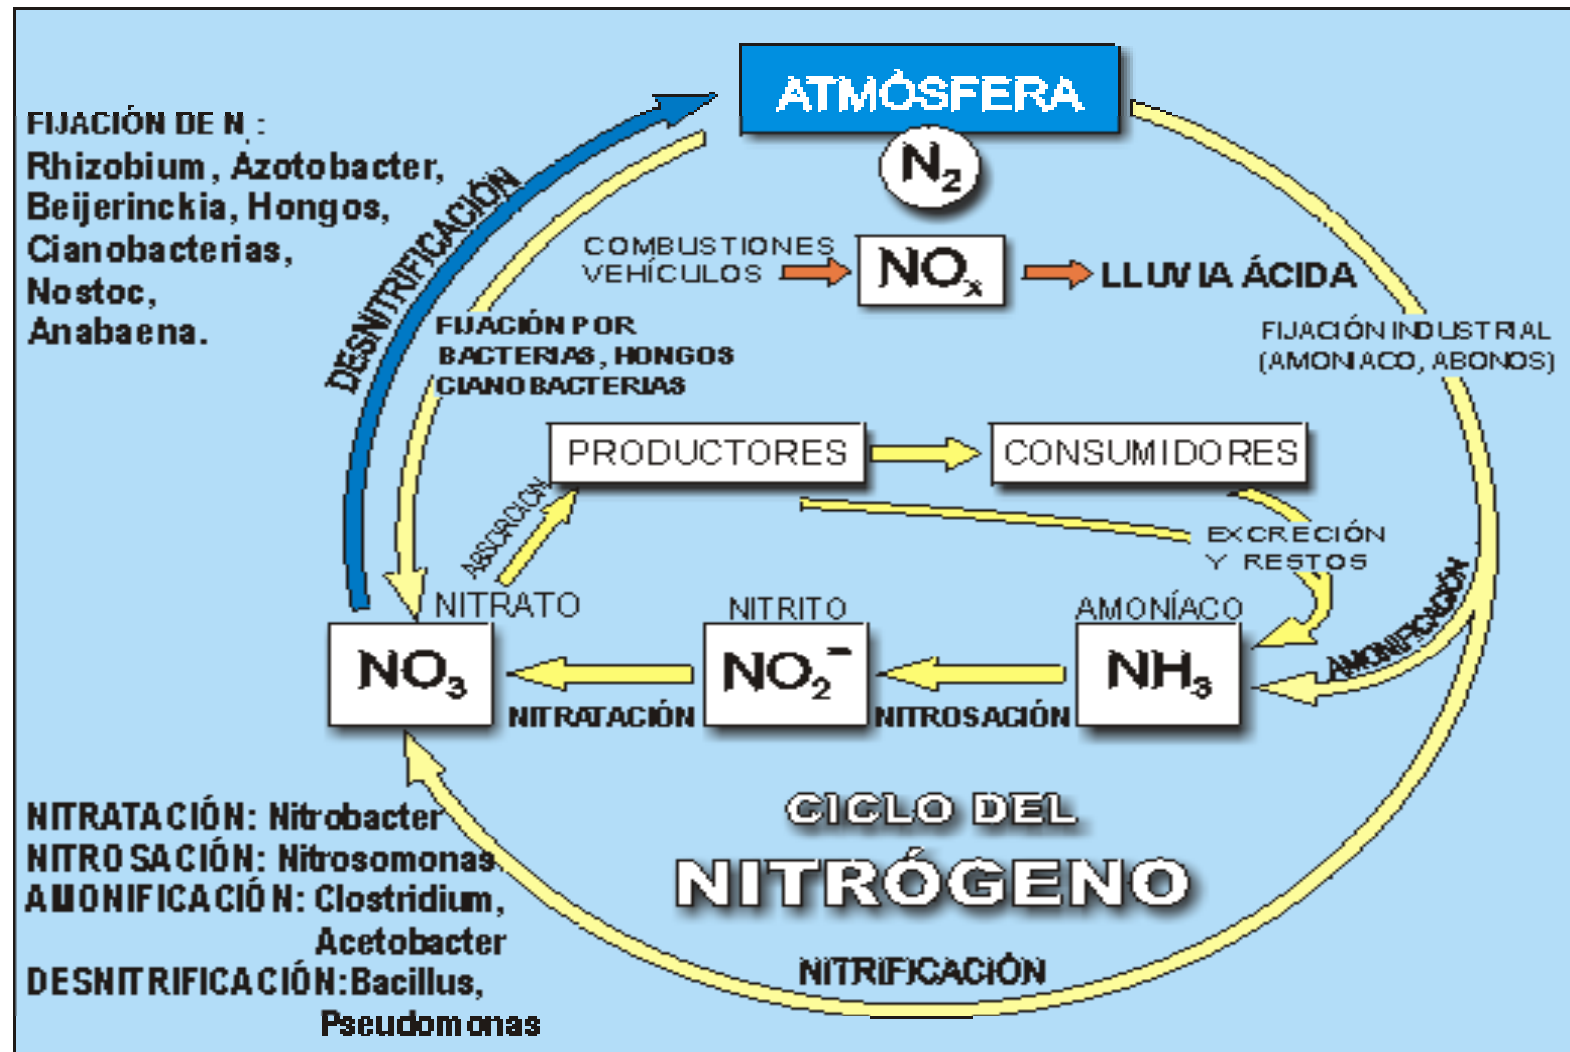 ATMÓSFERA
N2
FIJACIÓN DE N :
Rhizobium, Azotobacter,
Beijerinckia, Hongos,
Cianobacterias,
Nostoc,
Anabaena.
DESNITRIFICACIÓN
COMBUSTIONES
VEHÍCULOS
NOx
LLUVIA ÁCIDA
FIJACIÓN POR
BACTERIAS, HONGOS
CIANOBACTERIAS
FIJACIÓN INDUSTRIAL
(AMONIACO, ABONOS)
PRODUCTORES
CONSUMIDORES
ABSORCIÓN
EXCRECIÓN
Y RESTOS
AMONIFICACIÓN
NITRATO
NITRITO
AMONÍACO
NO3
NO2-
NH3
NITRATACIÓN
NITROSACIÓN
CICLO DEL
NITRÓGENO
NITRATACIÓN: Nitrobacter
NITROSACIÓN: Nitrosomonas.
AMONIFICACIÓN: Clostridium,
Acetobacter
DESNITRIFICACIÓN:Bacillus,
Pseudomonas
NITRIFICACIÓN